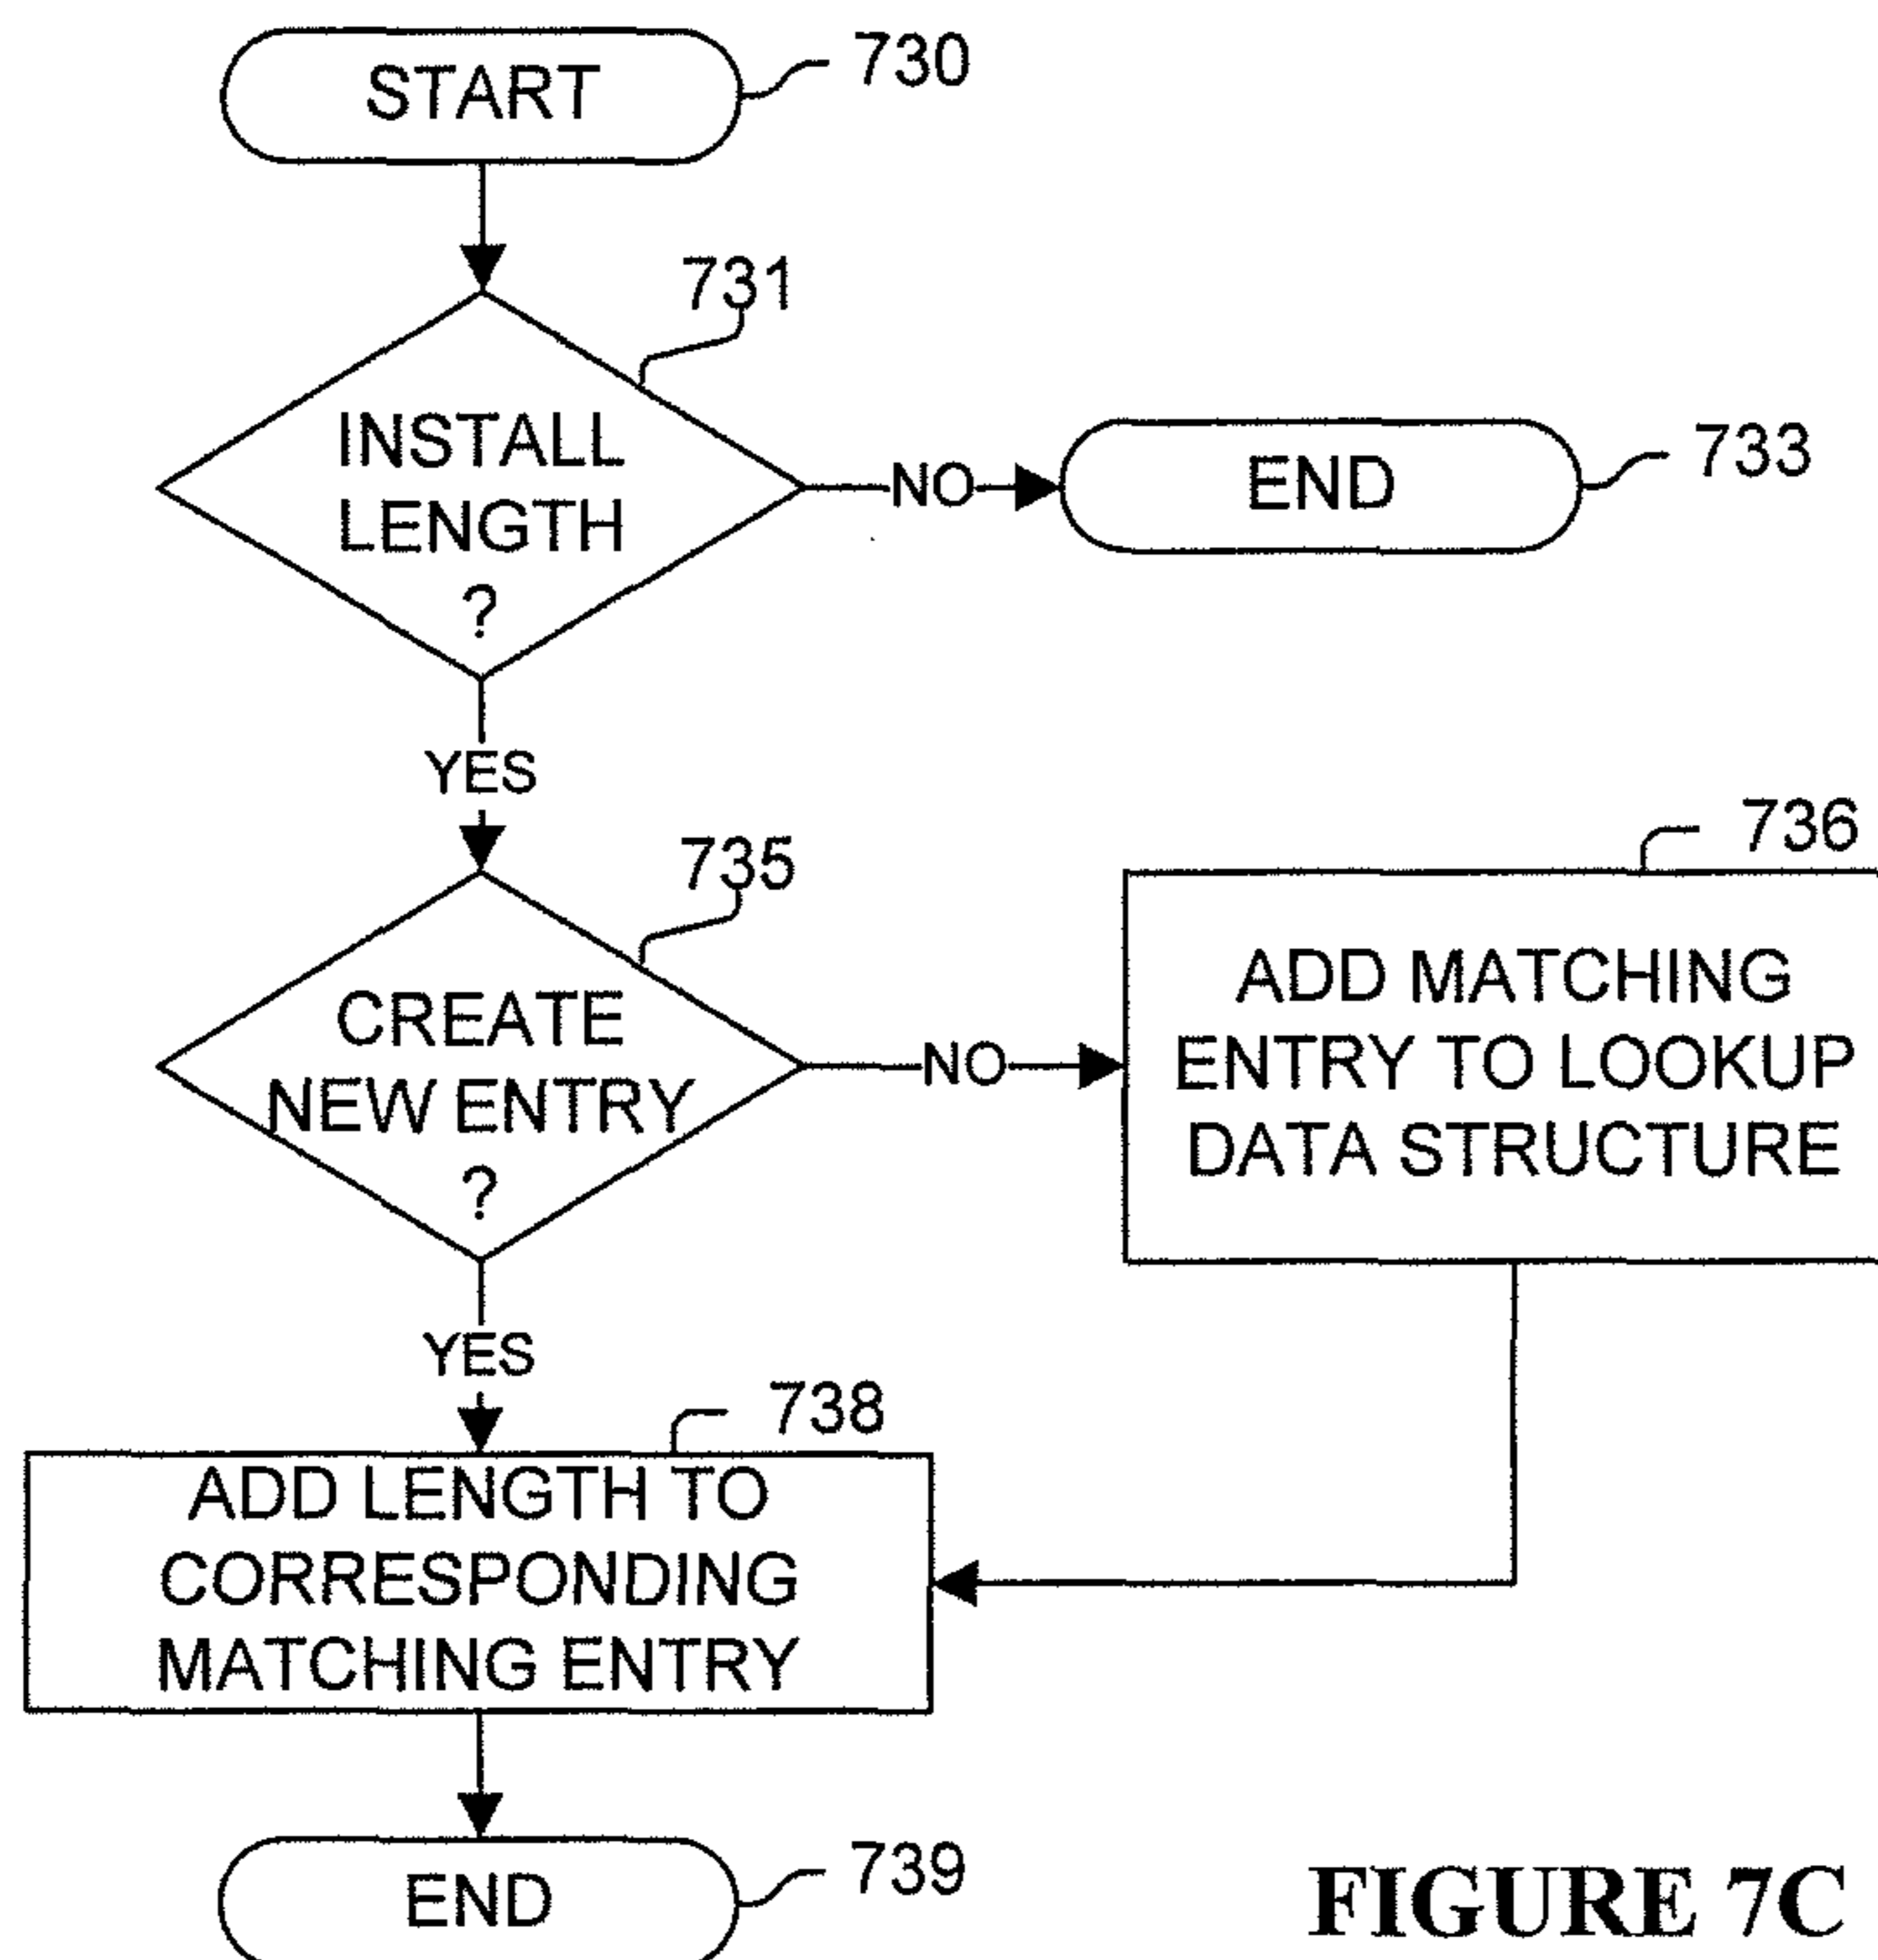 START
730
731
INSTALL
LENGTH
?
NO
END
733
YES
735
CREATE
NEW ENTRY
?
NO
736
ADD MATCHING
ENTRY TO LOOKUP
DATA STRUCTURE
YES
738
ADD LENGTH TO
CORRESPONDING
MATCHING ENTRY
END
739
FIGURE 7C